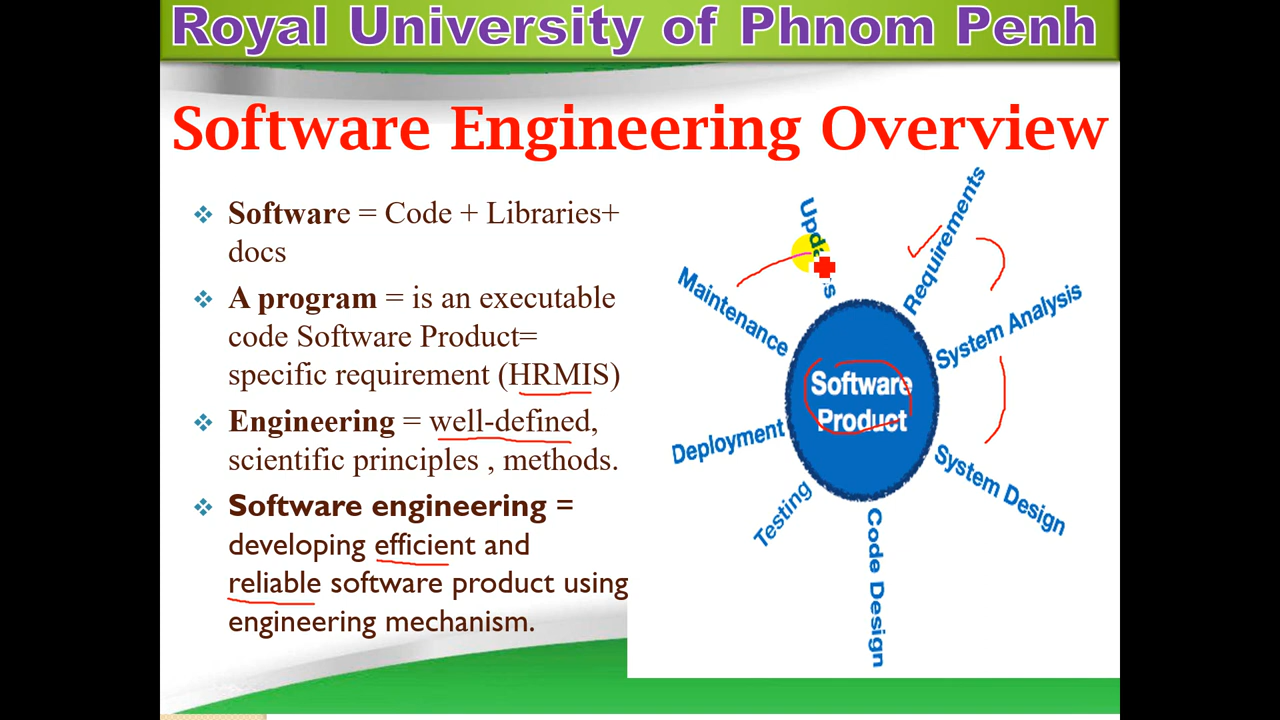 Royal University of Phnom Penh
Software Engineering Overview
Software = Code + Libraries+
docs
A program = is an executable
code Software Product=
specific requirement (HRMIS)
Engineering = well-defined,
scientific principles , methods.
Software engineering =
developing efficient and
reliable software product using
engineering mechanism.
Requirements
System Analysis
System Design
Code Design
Testing
Deployment
Maintenance
Software
Product